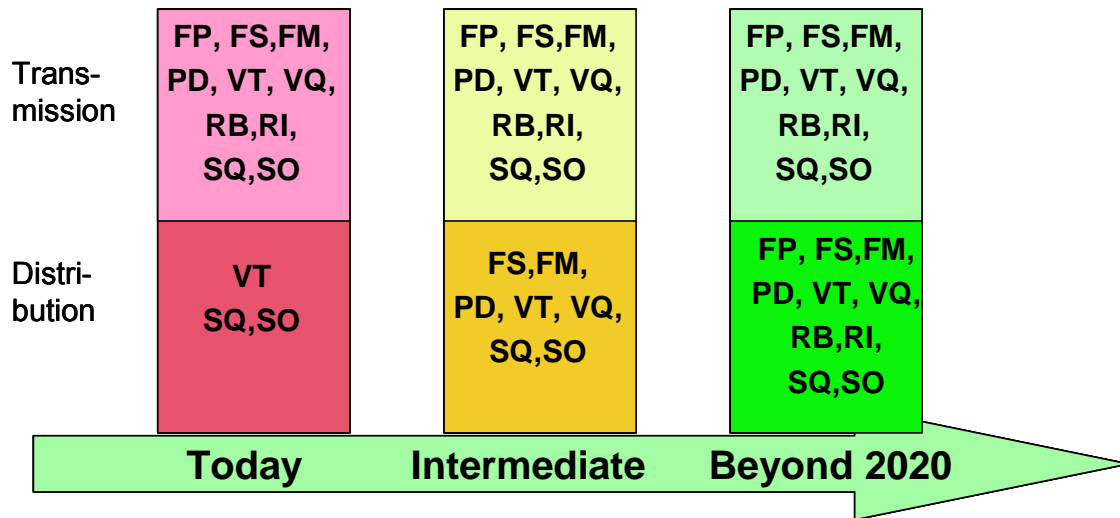 Trans-
mission
FP, FS,FM,
PD, VT, VQ,
RB,RI,
SQ,SO
FP, FS,FM,
PD, VT, VQ,
RB,RI,
SQ,SO
FP, FS,FM,
PD, VT, VQ,
RB,RI,
SQ,SO
Distri-
bution
VT
SQ,SO
FS,FM,
PD, VT, VQ,
SQ,SO
FP, FS,FM,
PD, VT, VQ,
RB,RI,
SQ,SO
Today
Intermediate
Beyond 2020